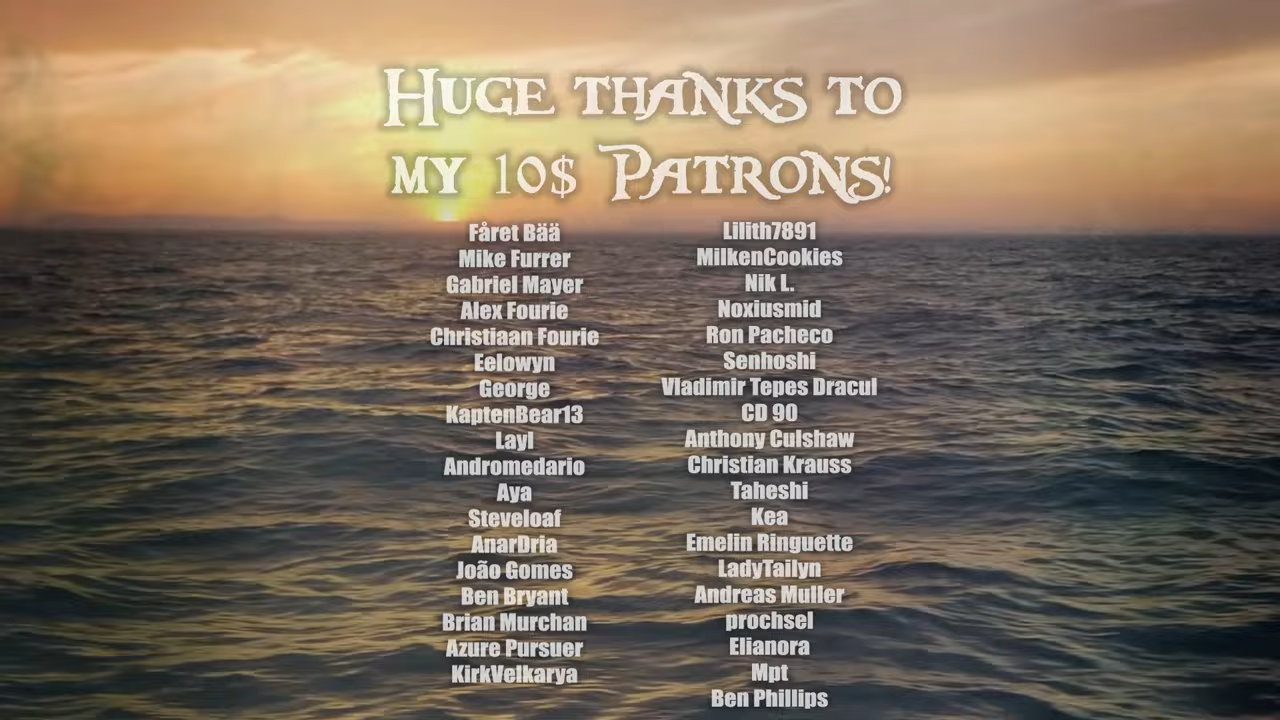 Huge thanks to
my 10$ Patrons!
Fåret Bää
Mike Furrer
Gabriel Mayer
Alex Fourie
Christiaan Fourie
Eelowyn
George
KaptenBear13
Layl
Andromedario
Aya
Steveloaf
AnarDria
João Gomes
Ben Bryant
Brian Murchan
Azure Pursuer
KirkVelkarya
Lilith7891
MilkenCookies
Nik L.
Noxiusmid
Ron Pacheco
Senhoshi
Vladimir Tepes Dracul
CD 90
Anthony Culshaw
Christian Krauss
Taheshi
Kea
Emelin Ringuette
LadyTailyn
Andreas Muller
prochsel
Elianora
Mpt
Ben Phillips